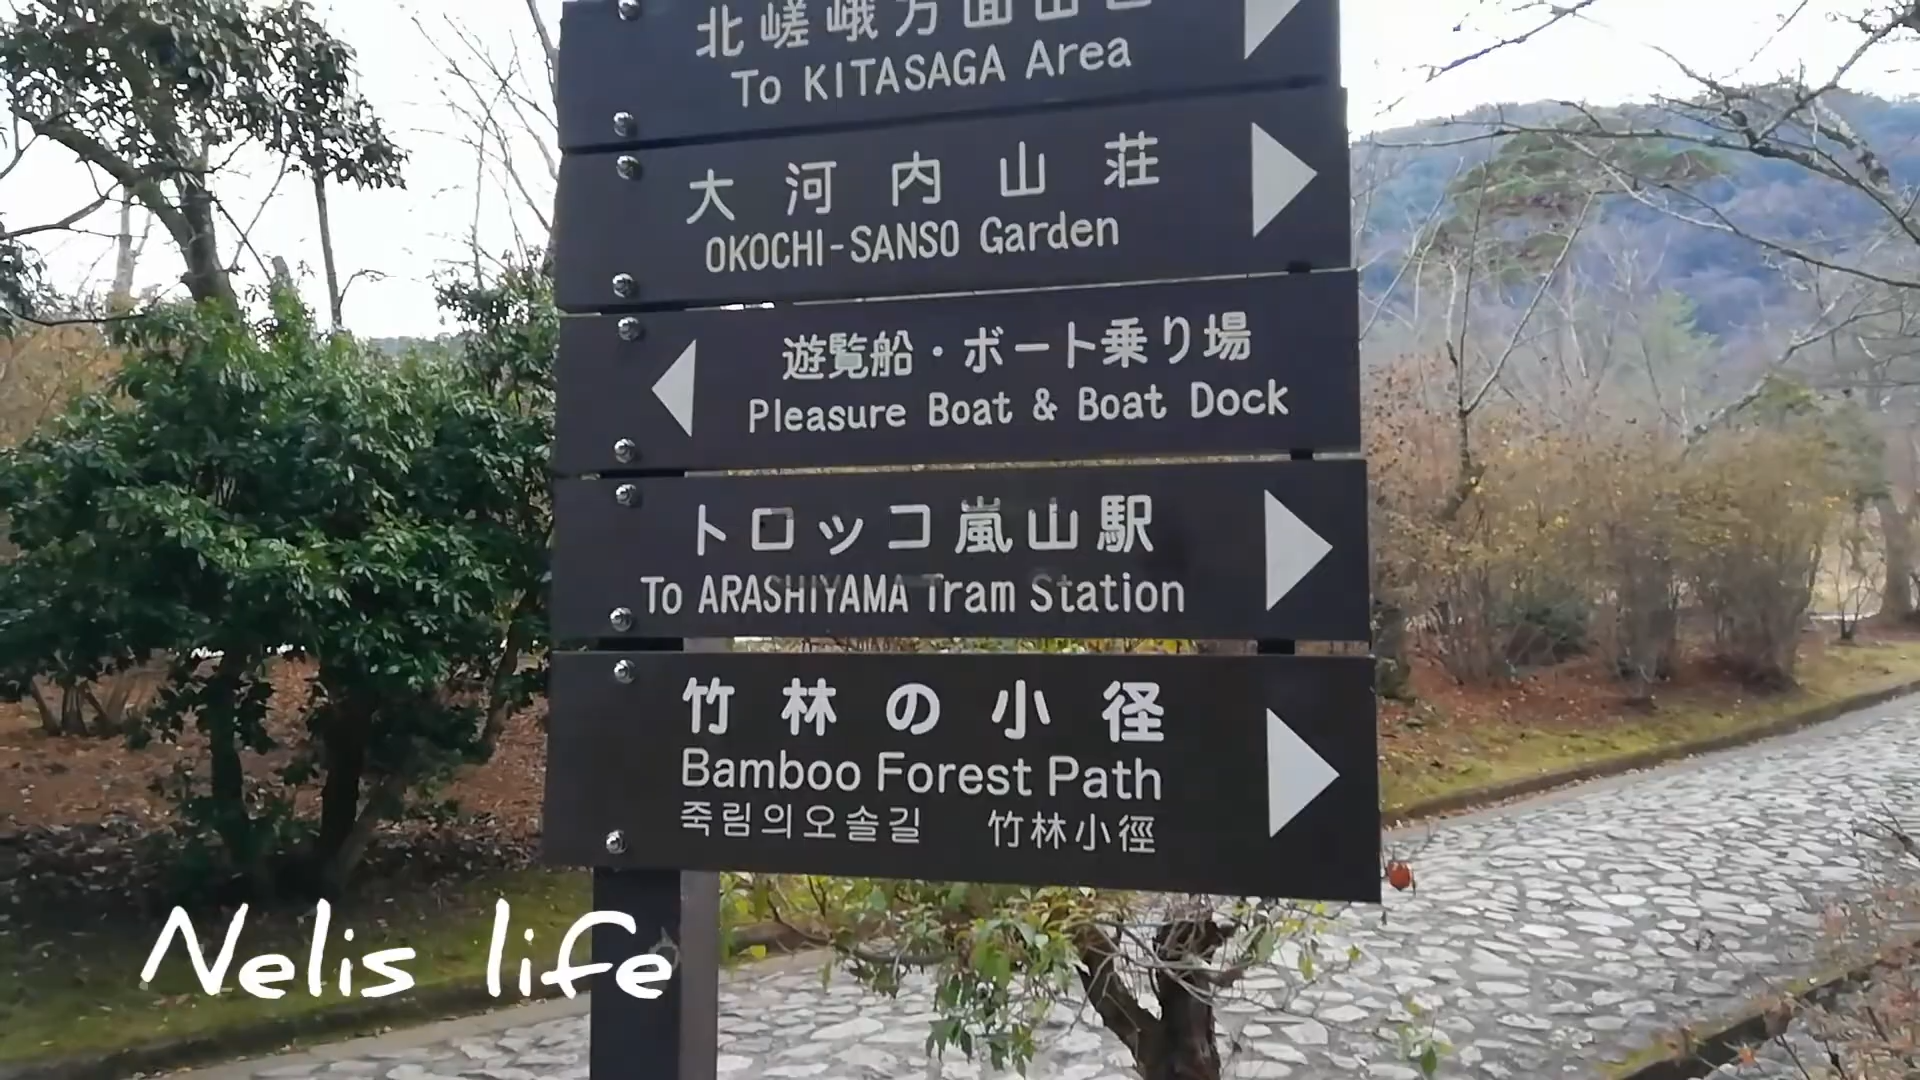 北嵯峨方面
To KITASAGA Area
大河内山荘
OKOCHI-SANSO Garden
遊覧船・ボート乗り場
Pleasure Boat & Boat Dock
トロッコ嵐山駅
To ARASHIYAMA Tram Station
竹林の小径
Bamboo Forest Path
죽림의오솔길 竹林小徑
Nelis life